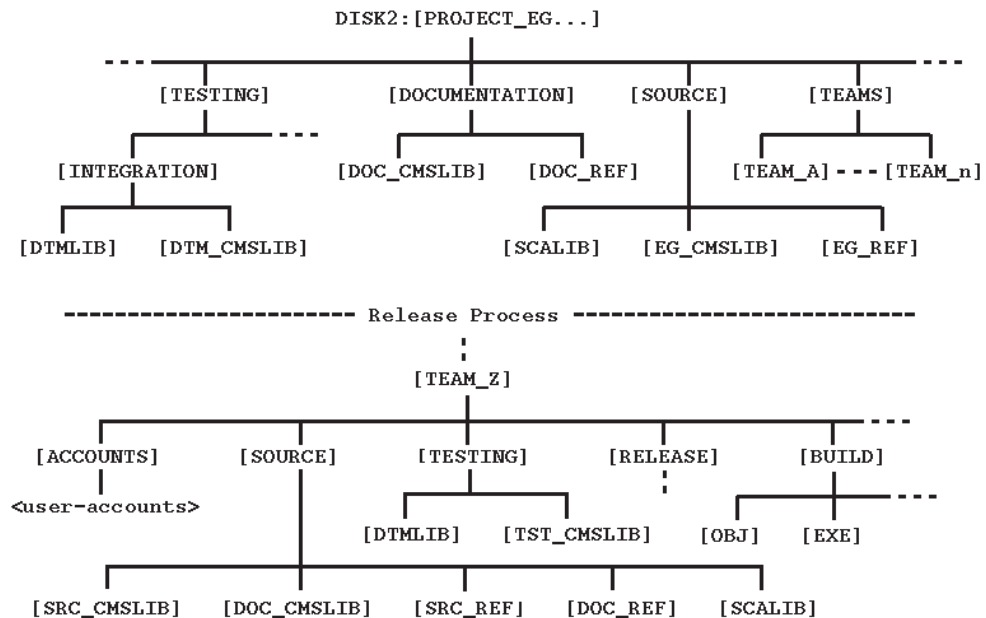 DISK2:[PROJECT_EG...]
[TESTING] [DOCUMENTATION] [SOURCE] [TEAMS]
[INTEGRATION] [DOC_CMSLIB] [DOC_REF] [TEAM_A] [TEAM_n]
[DTMLIB] [DTM_CMSLIB] [SCALIB] [EG_CMSLIB] [EG_REF]
Release Process
[TEAM_Z]
[ACCOUNTS] [SOURCE] [TESTING] [RELEASE] [BUILD]
<user-accounts>
[DTMLIB] [TST_CMSLIB] [OBJ] [EXE]
[SRC_CMSLIB] [DOC_CMSLIB] [SRC_REF] [DOC_REF] [SCALIB]